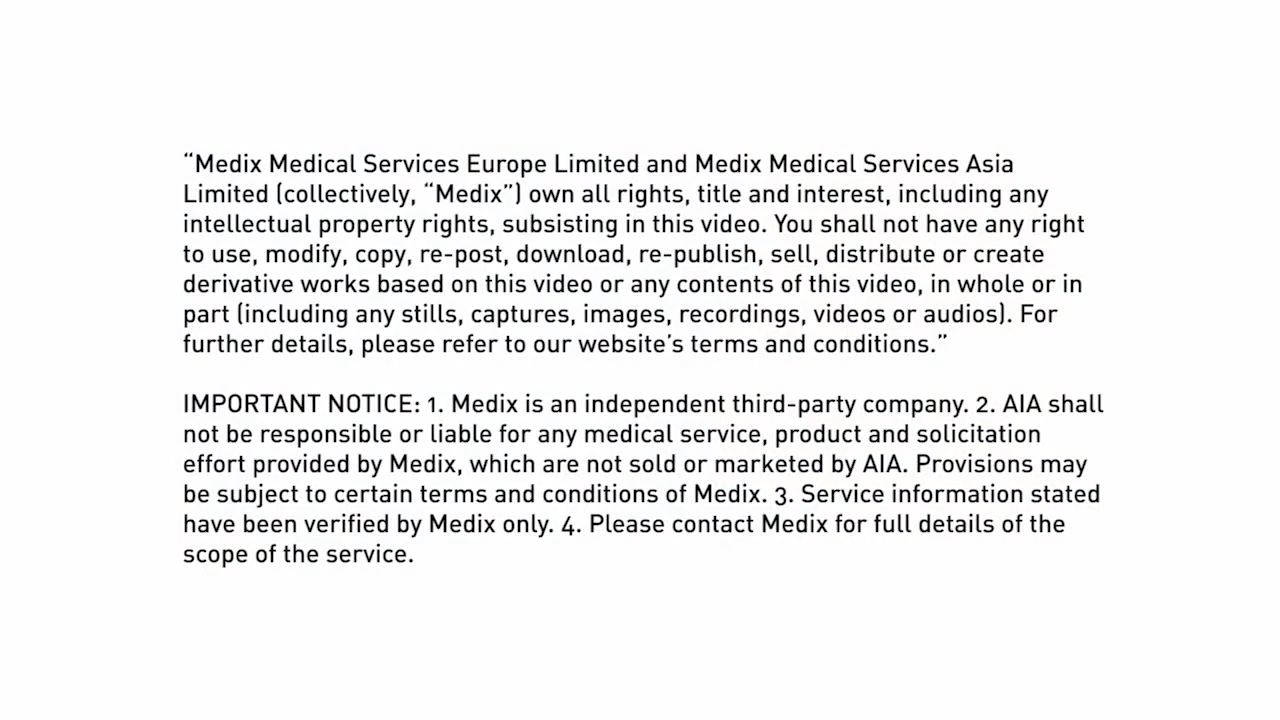 “Medix Medical Services Europe Limited and Medix Medical Services Asia
Limited (collectively, “Medix”) own all rights, title and interest, including any
intellectual property rights, subsisting in this video. You shall not have any right
to use, modify, copy, re-post, download, re-publish, sell, distribute or create
derivative works based on this video or any contents of this video, in whole or in
part (including any stills, captures, images, recordings, videos or audios). For
further details, please refer to our website’s terms and conditions.”
IMPORTANT NOTICE: 1. Medix is an independent third-party company. 2. AIA shall
not be responsible or liable for any medical service, product and solicitation
effort provided by Medix, which are not sold or marketed by AIA. Provisions may
be subject to certain terms and conditions of Medix. 3. Service information stated
have been verified by Medix only. 4. Please contact Medix for full details of the
scope of the service.